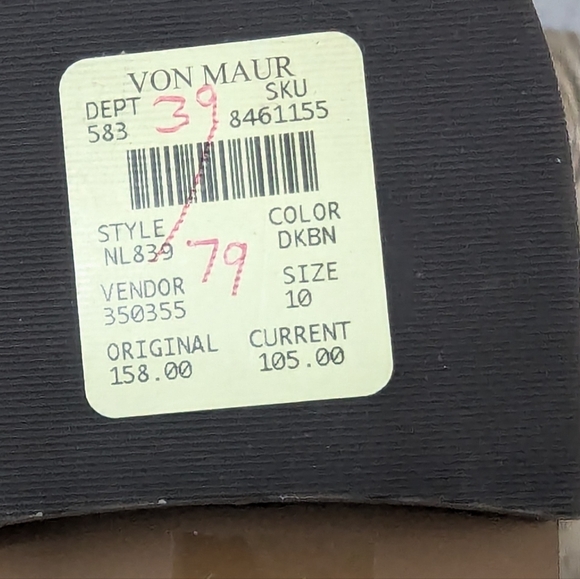 VON MAUR
DEPT 39 SKU
583 8461155
STYLE COLOR
NL839 79 DKBN
VENDOR SIZE
350355 10
ORIGINAL CURRENT
158.00 105.00